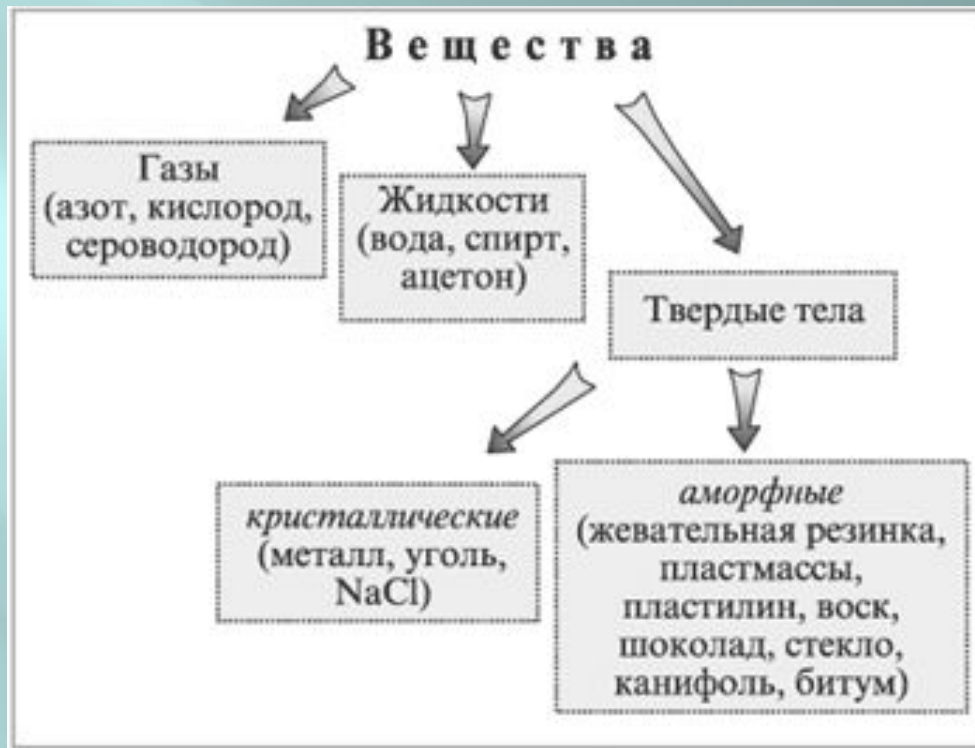 Вещества
Газы
(азот, кислород,
сероводород)
Жидкости
(вода, спирт,
ацетон)
Твердые тела
кристаллические
(металл, уголь,
NaCl)
аморфные
(жевательная резинка,
пластмассы,
пластилин, воск,
шоколад, стекло,
канифоль, битум)